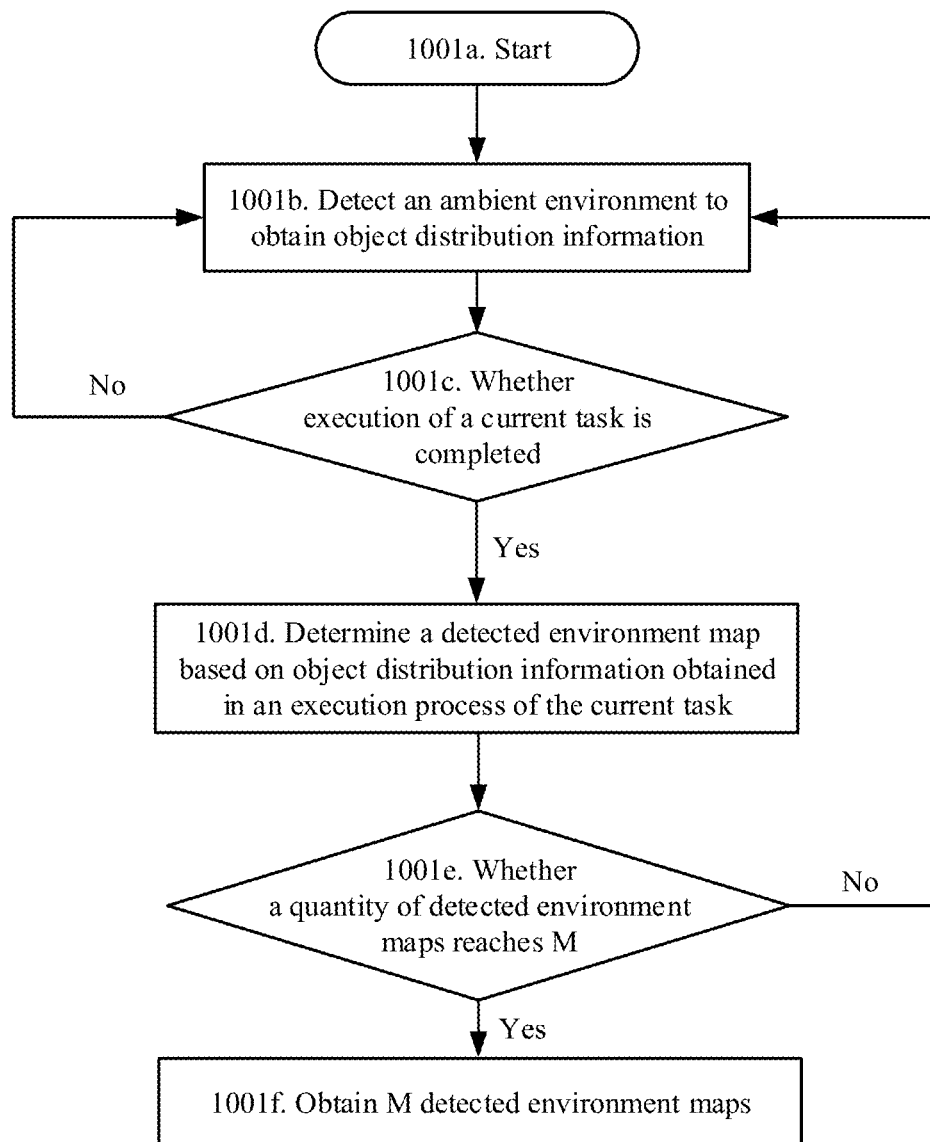 1001a. Start
1001b. Detect an ambient environment to
obtain object distribution information
No
1001c. Whether
execution of a current task is
completed
Yes
1001d. Determine a detected environment map
based on object distribution information obtained
in an execution process of the current task
1001e. Whether
a quantity of detected environment
maps reaches M
No
Yes
1001f. Obtain M detected environment maps